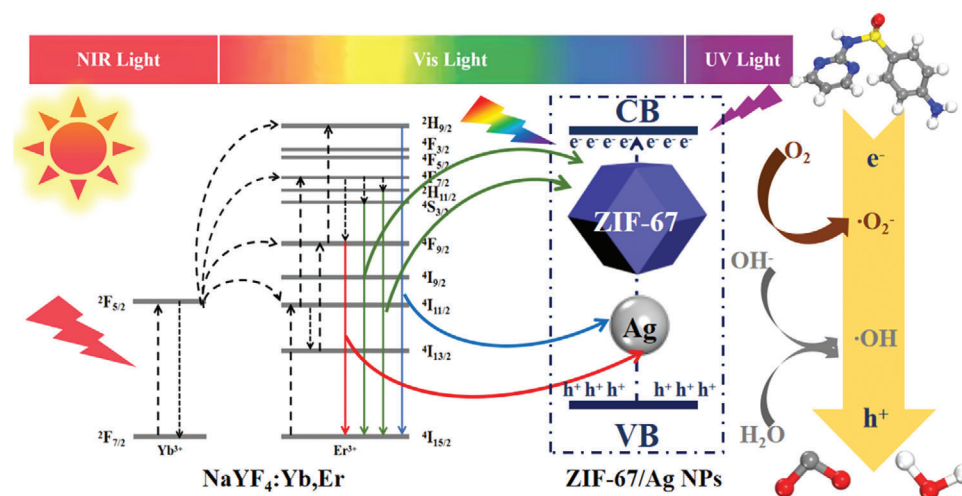 NIR Light
Vis Light
UV Light
²H₉/₂
⁴F₃/₂
⁴F₅/₂
⁴F₇/₂
²H₁₁/₂
⁴S₃/₂
⁴F₉/₂
⁴I₉/₂
⁴I₁₁/₂
⁴I₁₃/₂
⁴I₁₅/₂
²F₅/₂
²F₇/₂
Yb³⁺
Er³⁺
NaYF₄:Yb,Er
CB
e⁻ e⁻ e⁻ e⁻ e⁻ e⁻ e⁻
ZIF-67
Ag
h⁺ h⁺ h⁺ h⁺ h⁺ h⁺
VB
ZIF-67/Ag NPs
O₂
e⁻
·O₂⁻
OH⁻
·OH
H₂O
h⁺